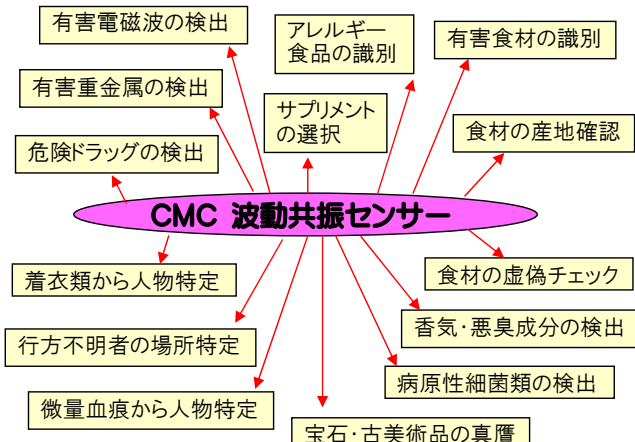 有害電磁波の検出
アレルギー
食品の識別
有害食材の識別
有害重金属の検出
サプリメント
の選択
食材の産地確認
危険ドラッグの検出
CMC 波動共振センサー
着衣類から人物特定
食材の虚偽チェック
行方不明者の場所特定
香気・悪臭成分の検出
病原性細菌類の検出
微量血痕から人物特定
宝石・古美術品の真贋